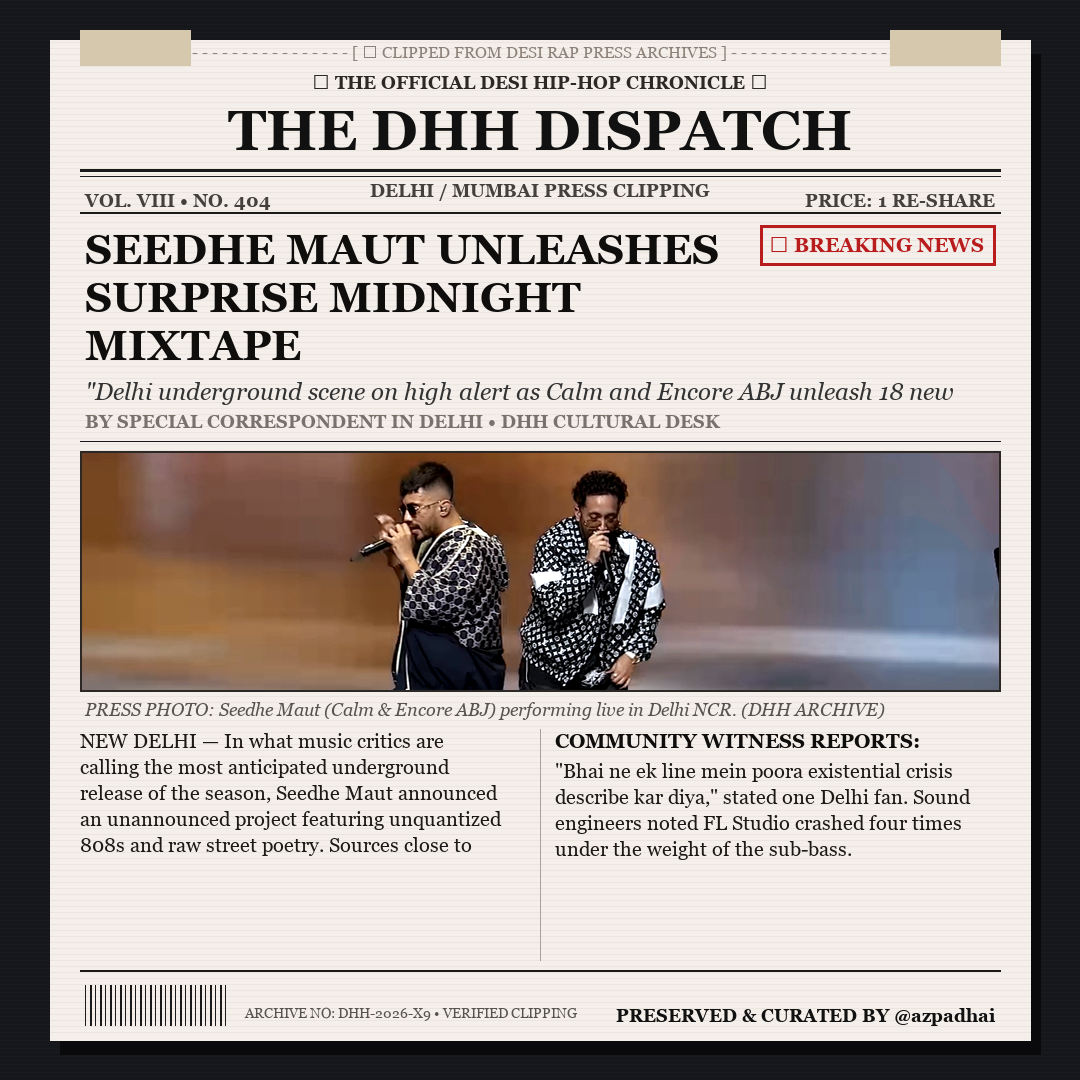 [ ☐ CLIPPED FROM DESI RAP PRESS ARCHIVES ]
☐ THE OFFICIAL DESI HIP-HOP CHRONICLE ☐
THE DHH DISPATCH
VOL. VIII • NO. 404
DELHI / MUMBAI PRESS CLIPPING
PRICE: 1 RE-SHARE
SEEDHE MAUT UNLEASHES
SURPRISE MIDNIGHT
MIXTAPE
☐ BREAKING NEWS
"Delhi underground scene on high alert as Calm and Encore ABJ unleash 18 new
BY SPECIAL CORRESPONDENT IN DELHI • DHH CULTURAL DESK
PRESS PHOTO: Seedhe Maut (Calm & Encore ABJ) performing live in Delhi NCR. (DHH ARCHIVE)
NEW DELHI — In what music critics are
calling the most anticipated underground
release of the season, Seedhe Maut announced
an unannounced project featuring unquantized
808s and raw street poetry. Sources close to
COMMUNITY WITNESS REPORTS:
"Bhai ne ek line mein poora existential crisis
describe kar diya," stated one Delhi fan. Sound
engineers noted FL Studio crashed four times
under the weight of the sub-bass.
ARCHIVE NO: DHH-2026-X9 • VERIFIED CLIPPING
PRESERVED & CURATED BY @azpadhai